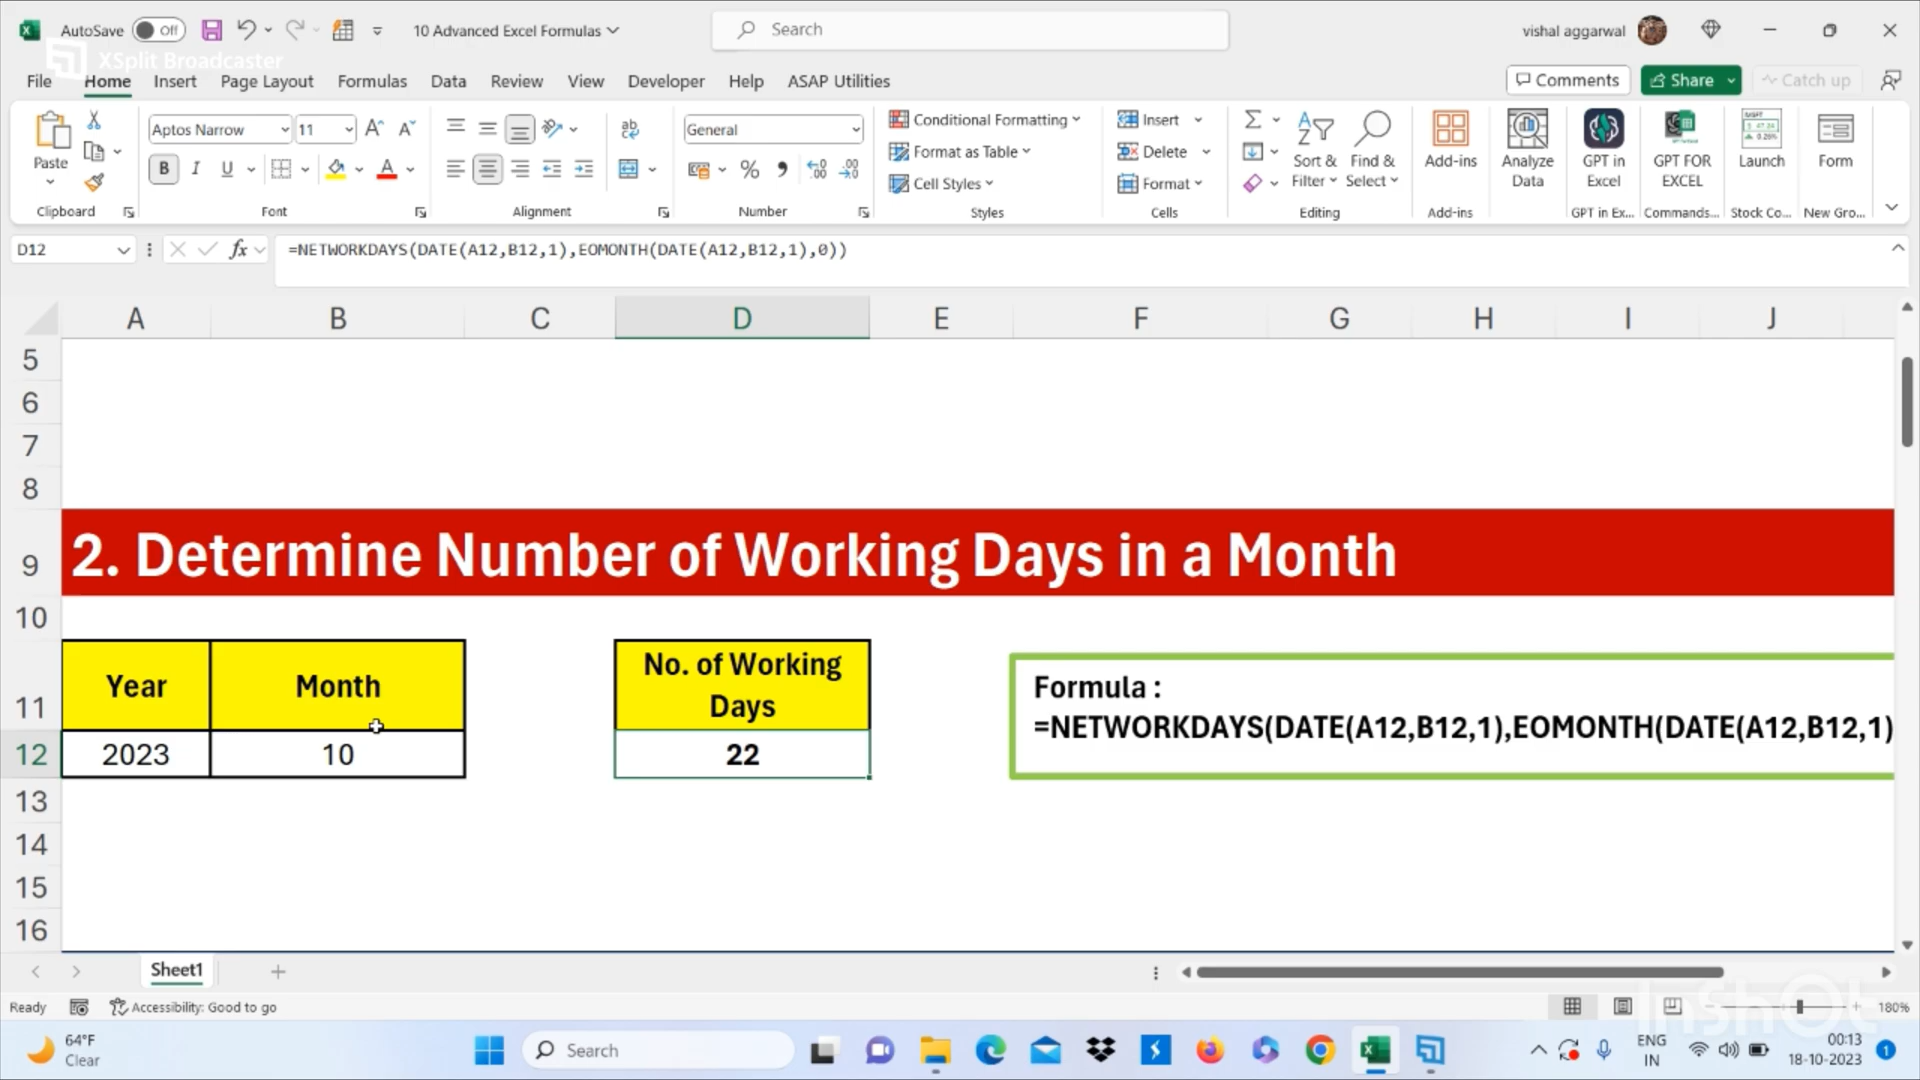 AutoSave Off 10 Advanced Excel Formulas Search vishal aggarwal
XSplit Broadcaster
File Home Insert Page Layout Formulas Data Review View Developer Help ASAP Utilities Comments Share Catch up
Paste Aptos Narrow 11 General Conditional Formatting Format as Table Cell Styles Insert Delete Format Sort & Filter Find & Select Add-ins Analyze Data GPT in Excel GPT FOR EXCEL Launch Form
Clipboard Font Alignment Number Styles Cells Editing Add-ins GPT in Ex... Commands... Stock Co... New Gro...
D12 fx =NETWORKDAYS(DATE(A12,B12,1),EOMONTH(DATE(A12,B12,1),0))
A B C D E F G H I J
5
6
7
8
9 2. Determine Number of Working Days in a Month
10
11 Year Month No. of Working Days Formula :
=NETWORKDAYS(DATE(A12,B12,1),EOMONTH(DATE(A12,B12,1)
12 2023 10 22
13
14
15
16
Sheet1
Ready Accessibility: Good to go 180%
InShOt
64°F
Clear
Search
ENG
IN
00:13
18-10-2023
1